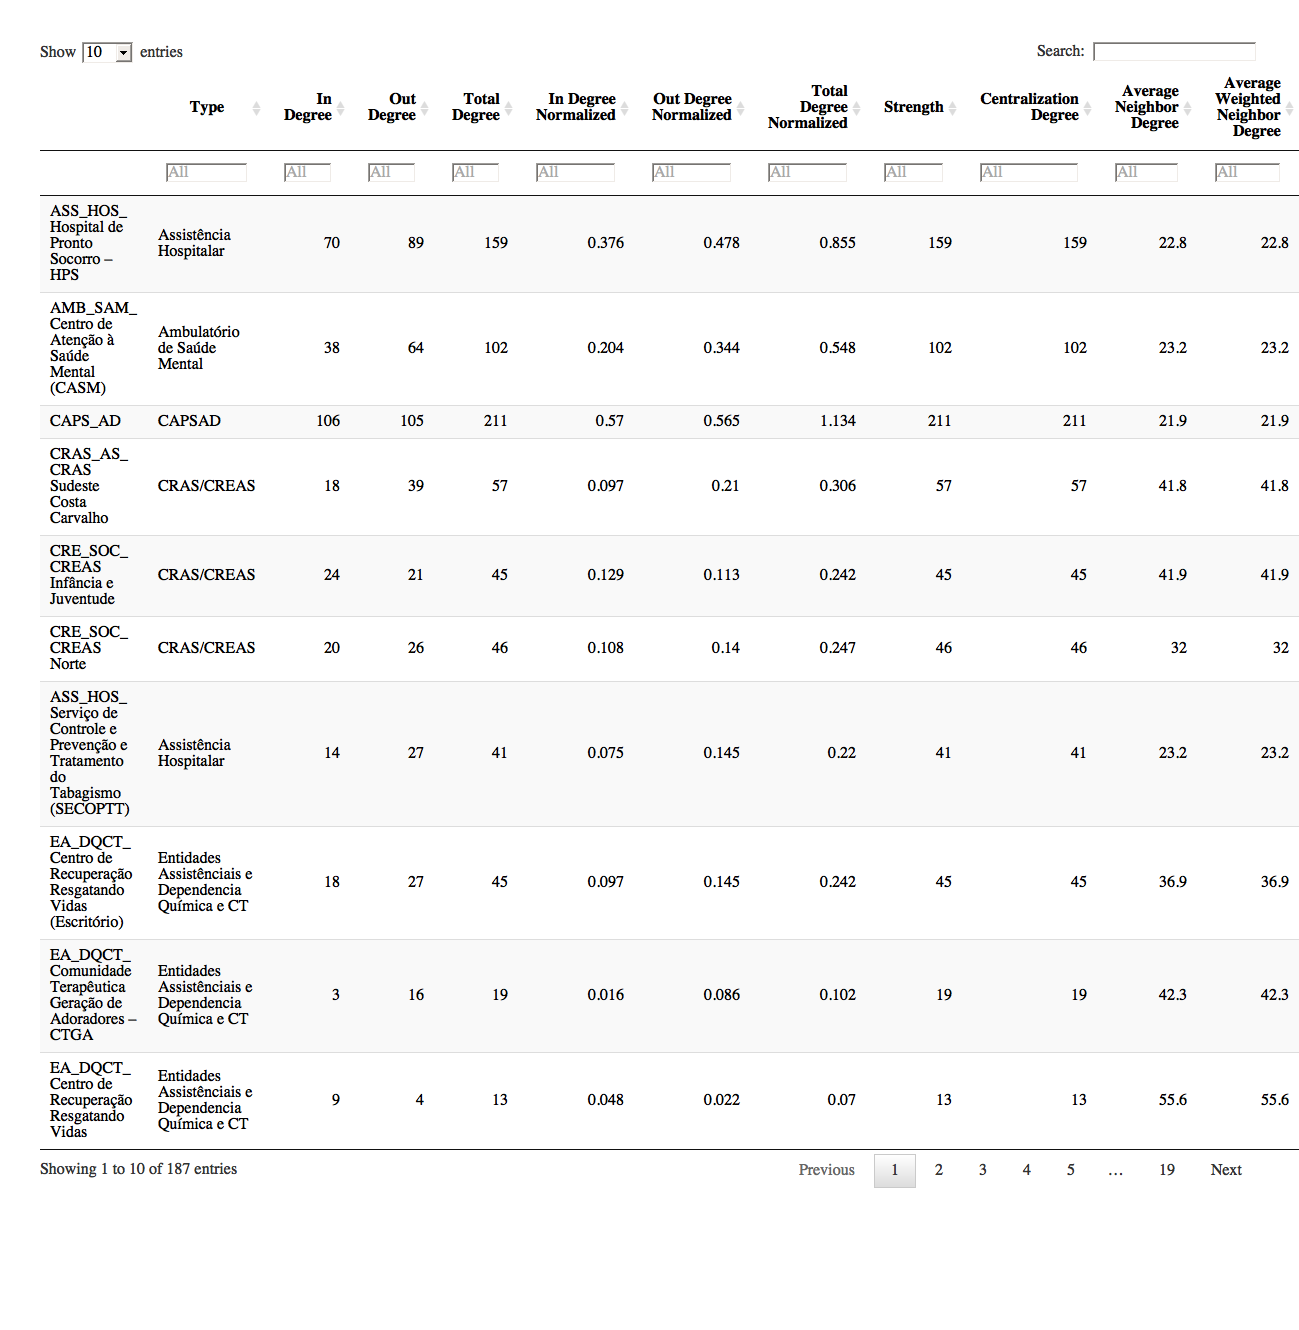 Show 10 entries
Search:
Type
In Degree
Out Degree
Total Degree
In Degree Normalized
Out Degree Normalized
Total Degree Normalized
Strength
Centralization Degree
Average Neighbor Degree
Average Weighted Neighbor Degree
All All All All All All All All All All All
ASS_HOS_
Hospital de
Pronto
Socorro –
HPS
Assistência
Hospitalar
70 89 159 0.376 0.478 0.855 159 159 22.8 22.8
AMB_SAM_
Centro de
Atenção à
Saúde
Mental
(CASM)
Ambulatório
de Saúde
Mental
38 64 102 0.204 0.344 0.548 102 102 23.2 23.2
CAPS_AD CAPSAD 106 105 211 0.57 0.565 1.134 211 211 21.9 21.9
CRAS_AS_
CRAS
Sudeste
Costa
Carvalho
CRAS/CREAS 18 39 57 0.097 0.21 0.306 57 57 41.8 41.8
CRE_SOC_
CREAS
Infância e
Juventude
CRAS/CREAS 24 21 45 0.129 0.113 0.242 45 45 41.9 41.9
CRE_SOC_
CREAS
Norte
CRAS/CREAS 20 26 46 0.108 0.14 0.247 46 46 32 32
ASS_HOS_
Serviço de
Controle e
Prevenção e
Tratamento
do
Tabagismo
(SECOPTT)
Assistência
Hospitalar
14 27 41 0.075 0.145 0.22 41 41 23.2 23.2
EA_DQCT_
Centro de
Recuperação
Resgatando
Vidas
(Escritório)
Entidades
Assistênciais e
Dependencia
Química e CT
18 27 45 0.097 0.145 0.242 45 45 36.9 36.9
EA_DQCT_
Comunidade
Terapêutica
Geração de
Adoradores –
CTGA
Entidades
Assistênciais e
Dependencia
Química e CT
3 16 19 0.016 0.086 0.102 19 19 42.3 42.3
EA_DQCT_
Centro de
Recuperação
Resgatando
Vidas
Entidades
Assistênciais e
Dependencia
Química e CT
9 4 13 0.048 0.022 0.07 13 13 55.6 55.6
Showing 1 to 10 of 187 entries
Previous 1 2 3 4 5 … 19 Next